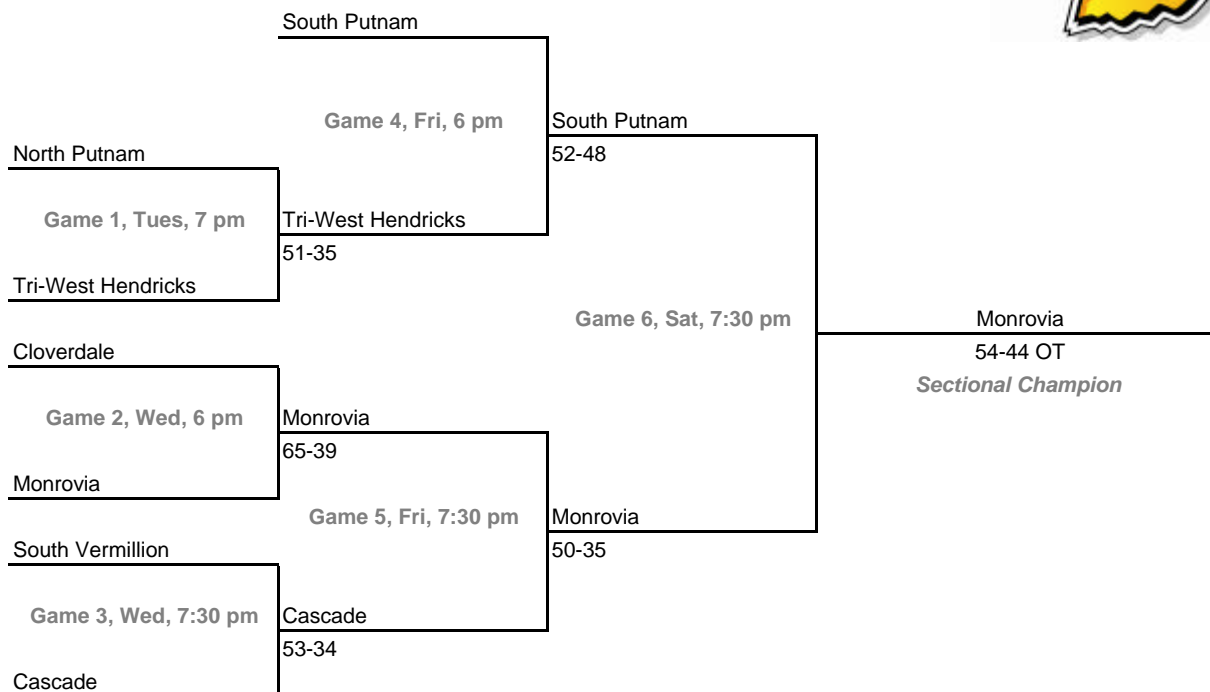 South Putnam
Game 4, Fri, 6 pm
South Putnam
North Putnam
52-48
Game 1, Tues, 7 pm
Tri-West Hendricks
51-35
Tri-West Hendricks
Game 6, Sat, 7:30 pm
Monrovia
Cloverdale
54-44 OT
Sectional Champion
Game 2, Wed, 6 pm
Monrovia
65-39
Monrovia
Game 5, Fri, 7:30 pm
Monrovia
South Vermillion
50-35
Game 3, Wed, 7:30 pm
Cascade
53-34
Cascade